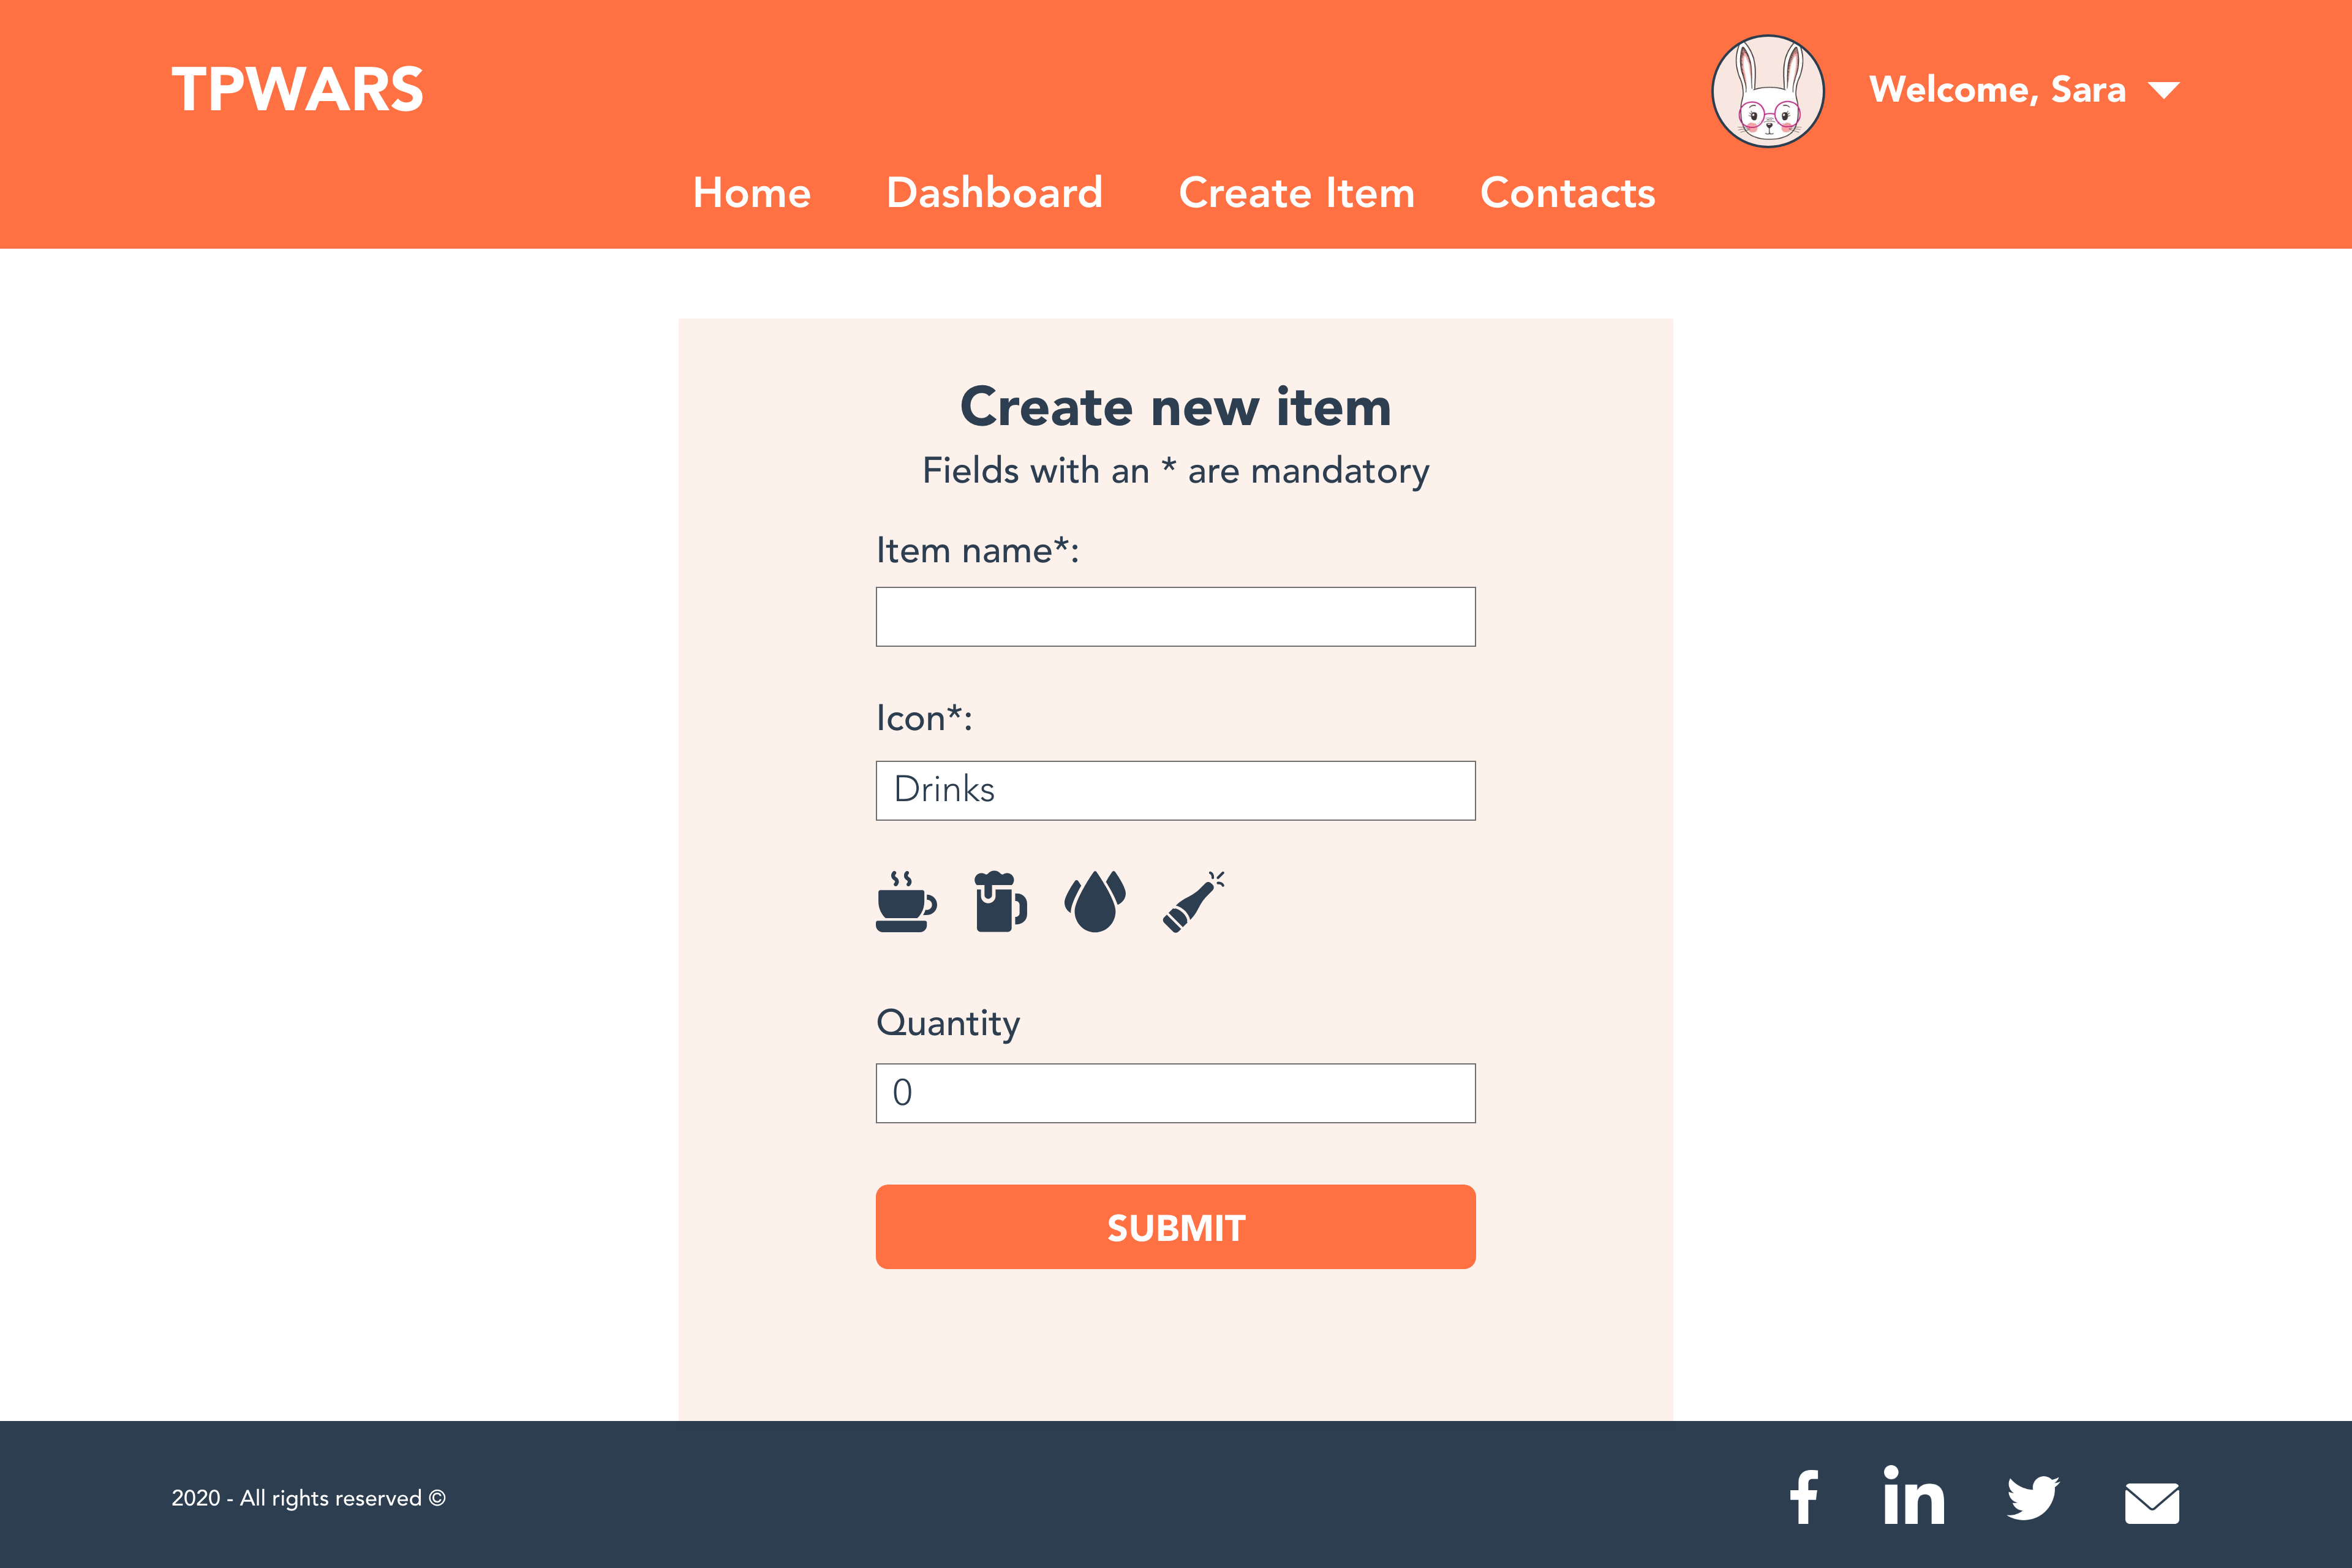 TPWARS
Welcome, Sara
Home Dashboard Create Item Contacts
Create new item
Fields with an * are mandatory
Item name*:
Icon*:
Drinks
Quantity
0
SUBMIT
2020 - All rights reserved ©